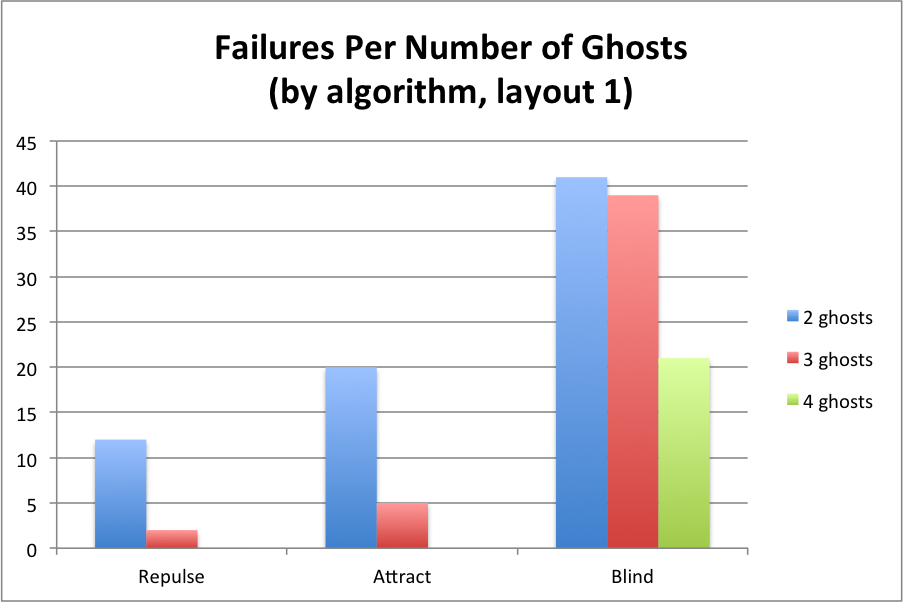 Failures Per Number of Ghosts
(by algorithm, layout 1)
45
40
35
30
25
20
15
10
5
0
2 ghosts
3 ghosts
4 ghosts
Repulse
Attract
Blind